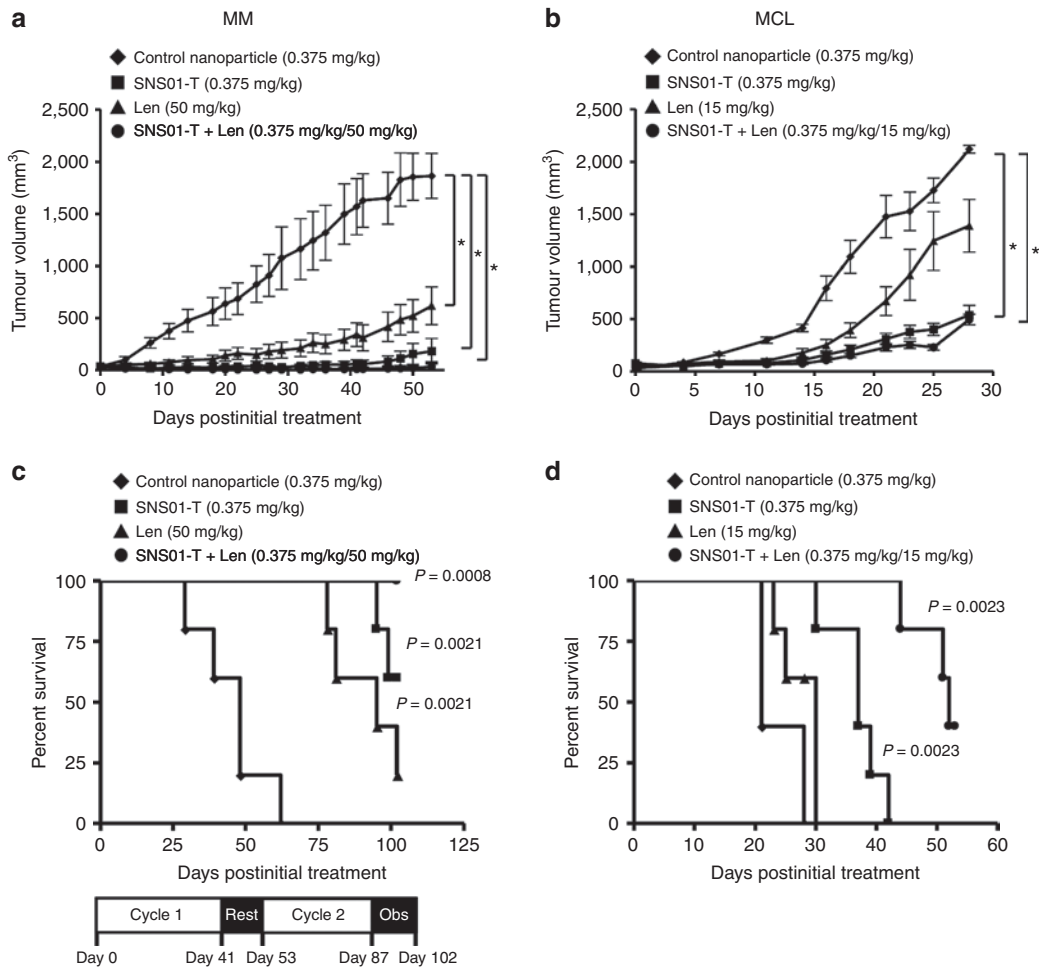 a
MM
Control nanoparticle (0.375 mg/kg)
SNS01-T (0.375 mg/kg)
Len (50 mg/kg)
SNS01-T + Len (0.375 mg/kg/50 mg/kg)
Tumour volume (mm³)
2,500
2,000
1,500
1,000
500
0
0 10 20 30 40 50
Days postinitial treatment
* * *
b
MCL
Control nanoparticle (0.375 mg/kg)
SNS01-T (0.375 mg/kg)
Len (15 mg/kg)
SNS01-T + Len (0.375 mg/kg/15 mg/kg)
Tumour volume (mm³)
2,500
2,000
1,500
1,000
500
0
0 5 10 15 20 25 30
Days postinitial treatment
* *
c
Control nanoparticle (0.375 mg/kg)
SNS01-T (0.375 mg/kg)
Len (50 mg/kg)
SNS01-T + Len (0.375 mg/kg/50 mg/kg)
Percent survival
100
75
50
25
0
P = 0.0008
P = 0.0021
P = 0.0021
0 25 50 75 100 125
Days postinitial treatment
Cycle 1 Rest Cycle 2 Obs
Day 0 Day 41 Day 53 Day 87 Day 102
d
Control nanoparticle (0.375 mg/kg)
SNS01-T (0.375 mg/kg)
Len (15 mg/kg)
SNS01-T + Len (0.375 mg/kg/15 mg/kg)
Percent survival
100
75
50
25
0
P = 0.0023
P = 0.0023
0 10 20 30 40 50 60
Days postinitial treatment